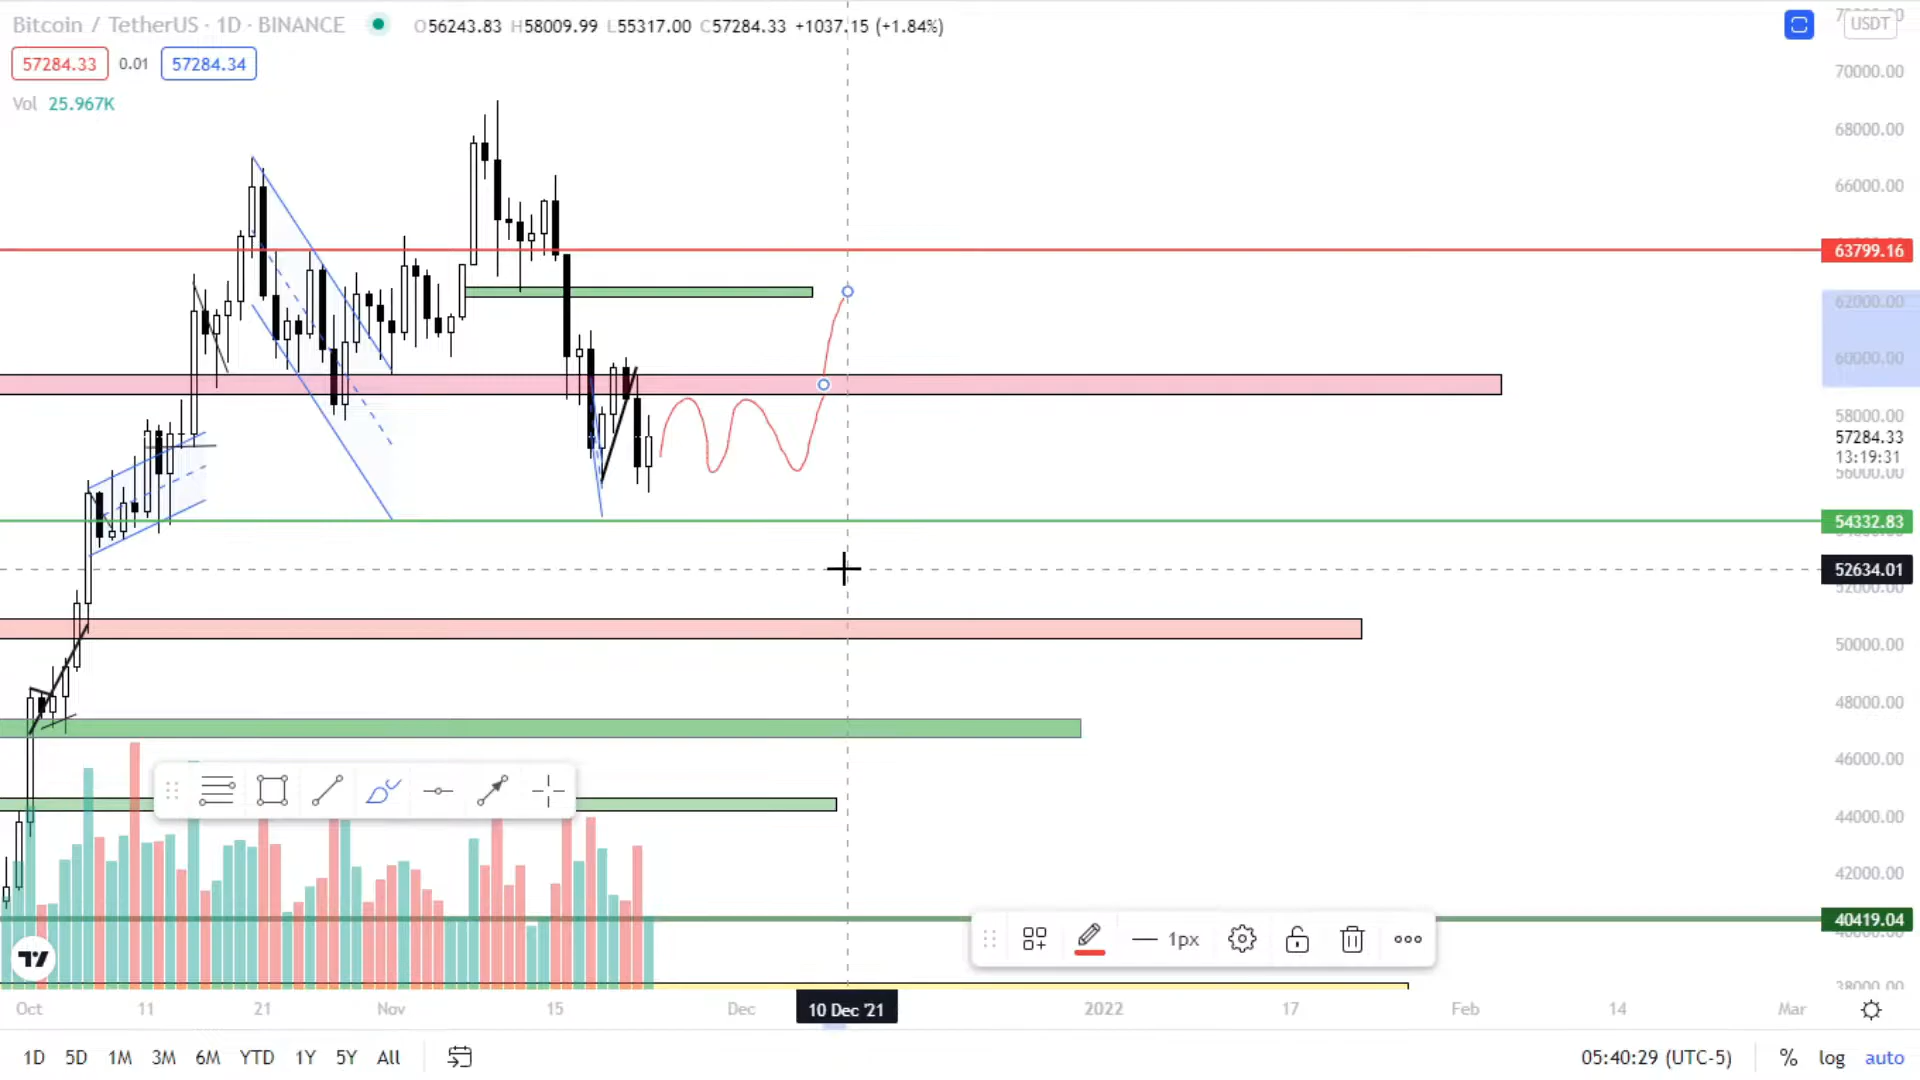 Bitcoin / TetherUS · 1D · BINANCE O56243.83 H58009.99 L55317.00 C57284.33 +1037.15 (+1.84%)
USDT
57284.33 0.01 57284.34
Vol 25.967K
70000.00
68000.00
66000.00
63799.16
62000.00
60000.00
58000.00
57284.33
13:19:31
56000.00
54332.83
52634.01
52000.00
50000.00
48000.00
46000.00
44000.00
42000.00
40419.04
1px
38000.00
Oct 11 21 Nov 15 Dec 10 Dec '21 2022 17 Feb 14 Mar
1D 5D 1M 3M 6M YTD 1Y 5Y All 05:40:29 (UTC-5) % log auto